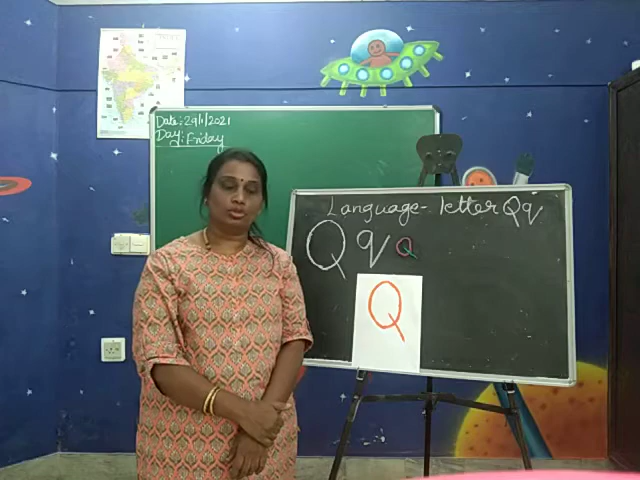 Date: 29/1/2021
Day: Friday
Language - letter Qq
Q q Q
Q